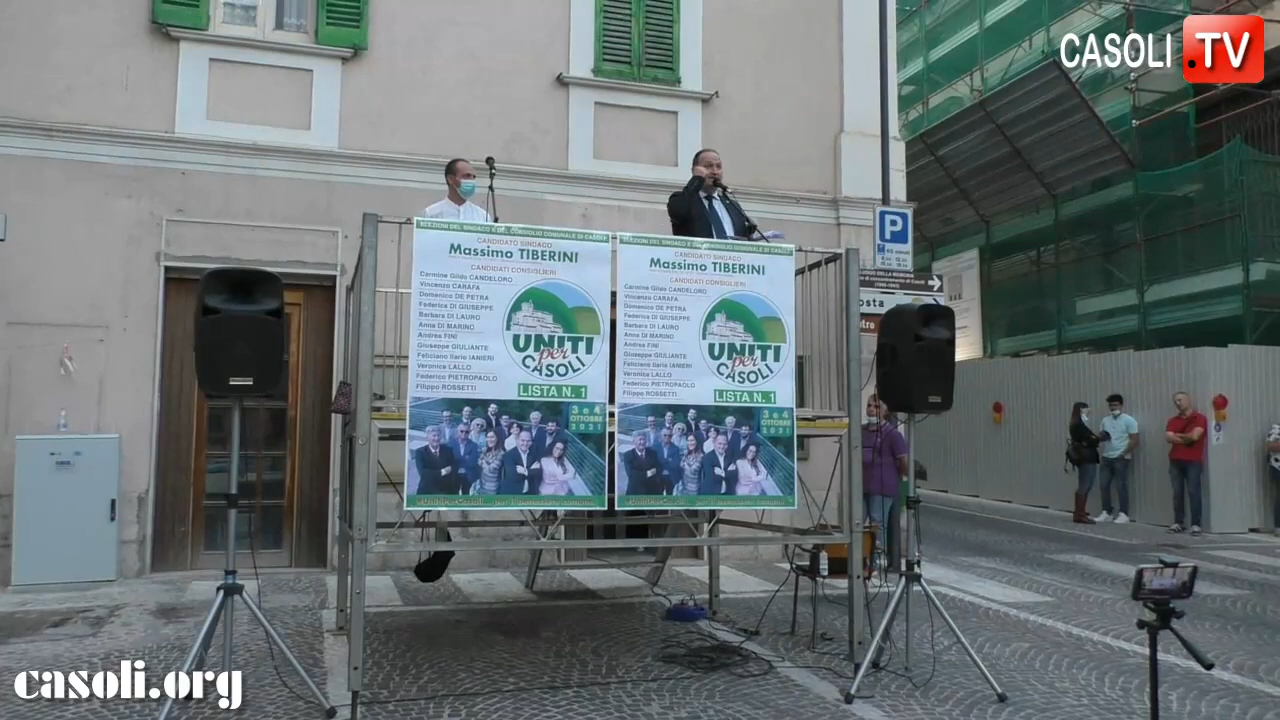 CASOLI.TV
ELEZIONI DEL SINDACO E DEL CONSIGLIO COMUNALE DI CASOLI
CANDIDATO SINDACO
Massimo TIBERINI
CANDIDATI CONSIGLIERI
Carmine Gildo CANDELORO
Vincenzo CARAFA
Domenico DE PETRA
Federica DI GIUSEPPE
Barbara DI LAURO
Anna DI MARINO
Andrea FINI
Giuseppe GIULIANTE
Feliciano Ilario IANIERI
Veronica LALLO
Federico PIETROPAOLO
Filippo ROSSETTI
UNITI
per
CASOLI
LISTA N. 1
3 e 4
OTTOBRE
2021
#UnitiPerCasoli
ELEZIONI DEL SINDACO E DEL CONSIGLIO COMUNALE DI CASOLI
CANDIDATO SINDACO
Massimo TIBERINI
CANDIDATI CONSIGLIERI
Carmine Gildo CANDELORO
Vincenzo CARAFA
Domenico DE PETRA
Federica DI GIUSEPPE
Barbara DI LAURO
Anna DI MARINO
Andrea FINI
Giuseppe GIULIANTE
Feliciano Ilario IANIERI
Veronica LALLO
Federico PIETROPAOLO
Filippo ROSSETTI
UNITI
per
CASOLI
LISTA N. 1
3 e 4
OTTOBRE
2021
#UnitiPerCasoli
P
osta
casoli.org